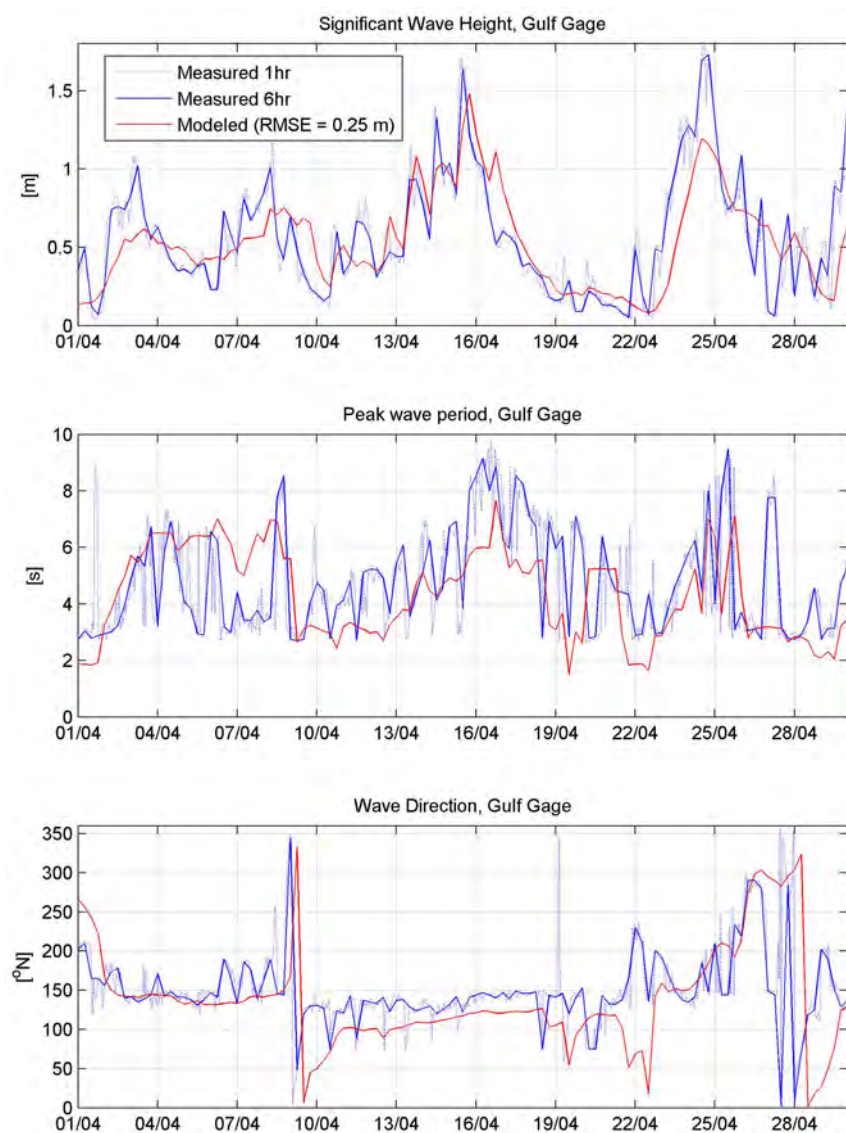 Significant Wave Height, Gulf Gage
Measured 1hr
Measured 6hr
Modeled (RMSE = 0.25 m)
[m]
1.5
1
0.5
0
01/04 04/04 07/04 10/04 13/04 16/04 19/04 22/04 25/04 28/04
Peak wave period, Gulf Gage
[s]
10
8
6
4
2
0
01/04 04/04 07/04 10/04 13/04 16/04 19/04 22/04 25/04 28/04
Wave Direction, Gulf Gage
[°N]
350
300
250
200
150
100
50
0
01/04 04/04 07/04 10/04 13/04 16/04 19/04 22/04 25/04 28/04